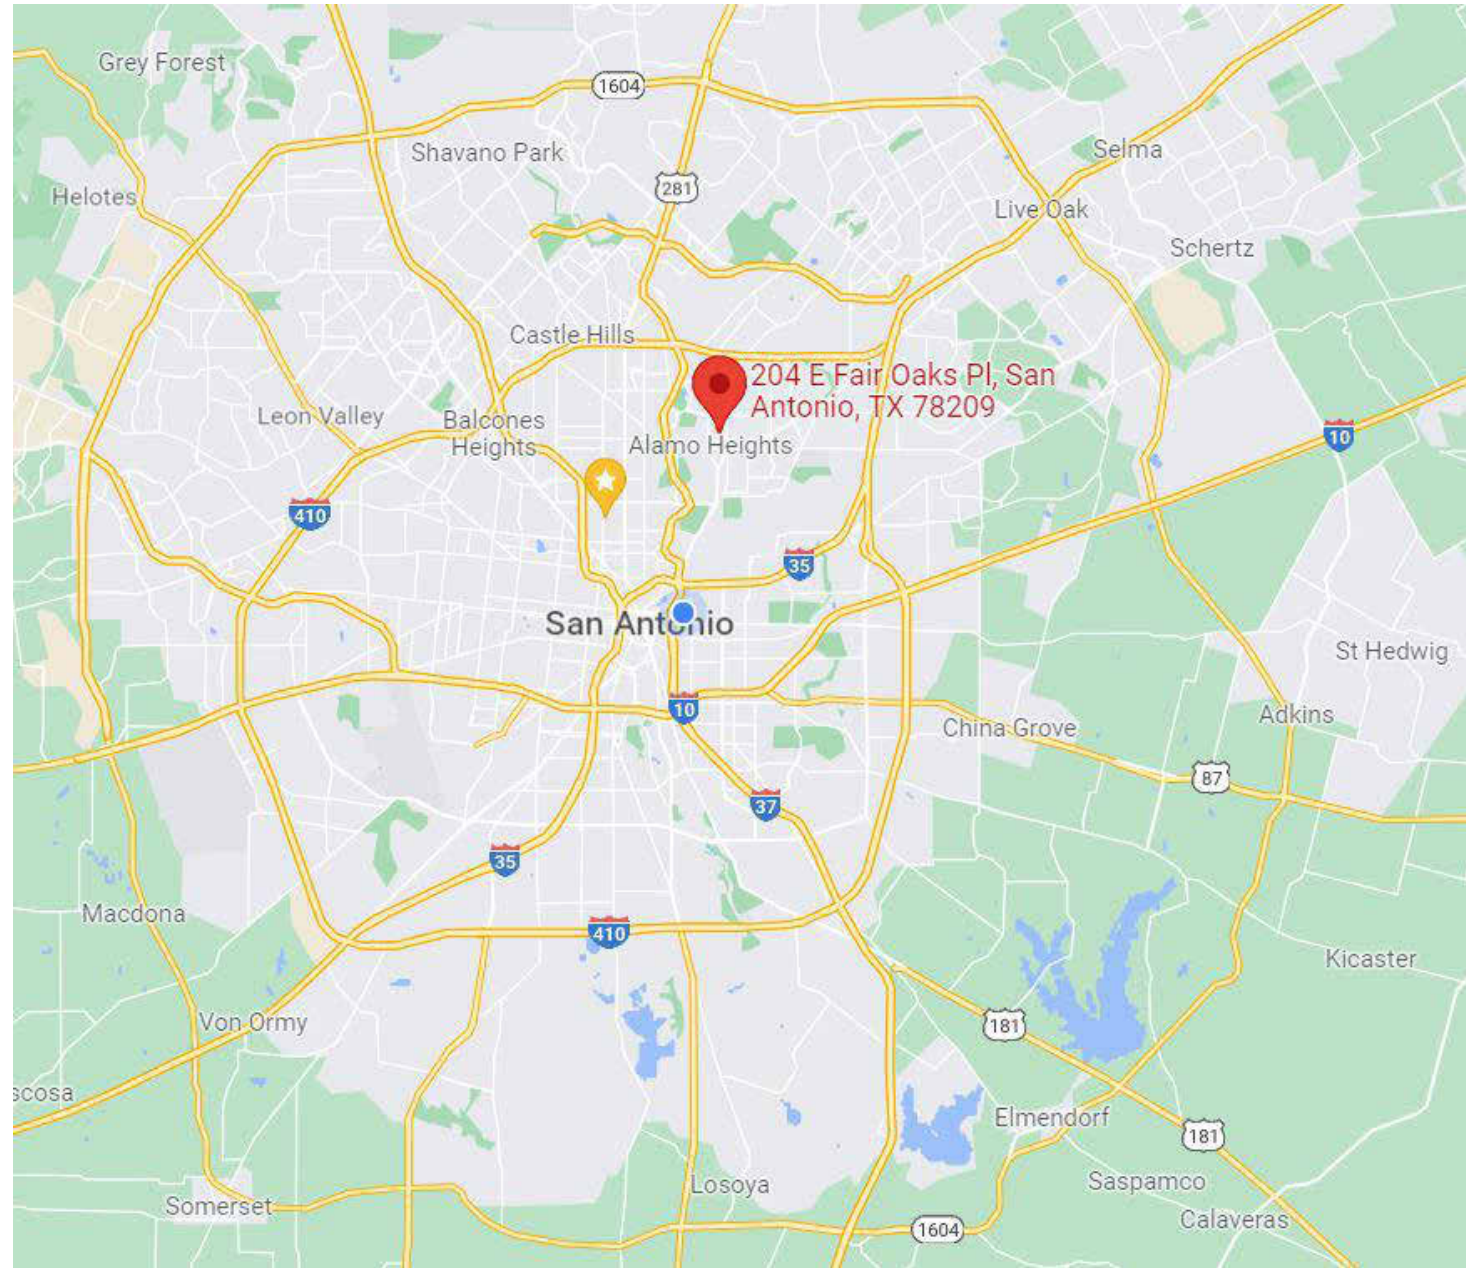 Grey Forest
1604
Shavano Park
Selma
281
Helotes
Live Oak
Schertz
Castle Hills
204 E Fair Oaks Pl, San
Antonio, TX 78209
Leon Valley
Balcones
Heights
Alamo Heights
10
410
35
San Antonio
St Hedwig
10
Adkins
China Grove
87
37
35
Macdona
410
Kicaster
Von Ormy
181
scosa
Elmendorf
181
Saspamco
Losoya
Somerset
Calaveras
1604